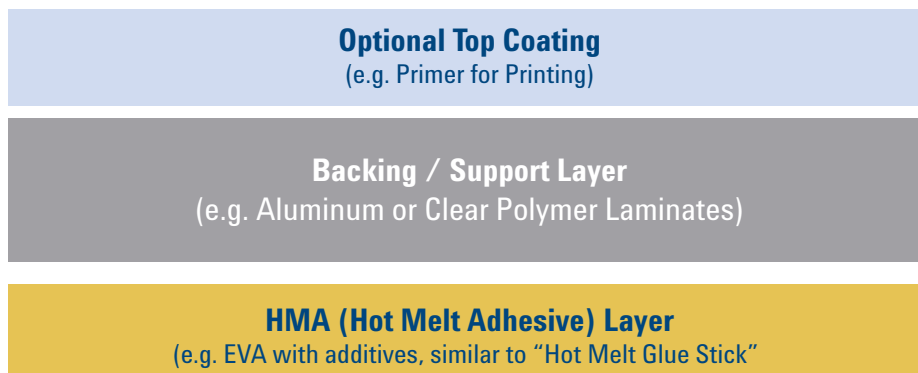 Optional Top Coating
(e.g. Primer for Printing)
Backing / Support Layer
(e.g. Aluminum or Clear Polymer Laminates)
HMA (Hot Melt Adhesive) Layer
(e.g. EVA with additives, similar to “Hot Melt Glue Stick”